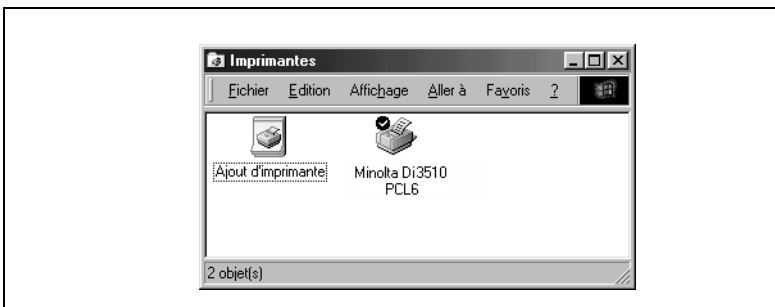 Imprimantes
Fichier Edition Affichage Aller à Favoris ?
Ajout d'imprimante
Minolta Di3510
PCL6
2 objet(s)